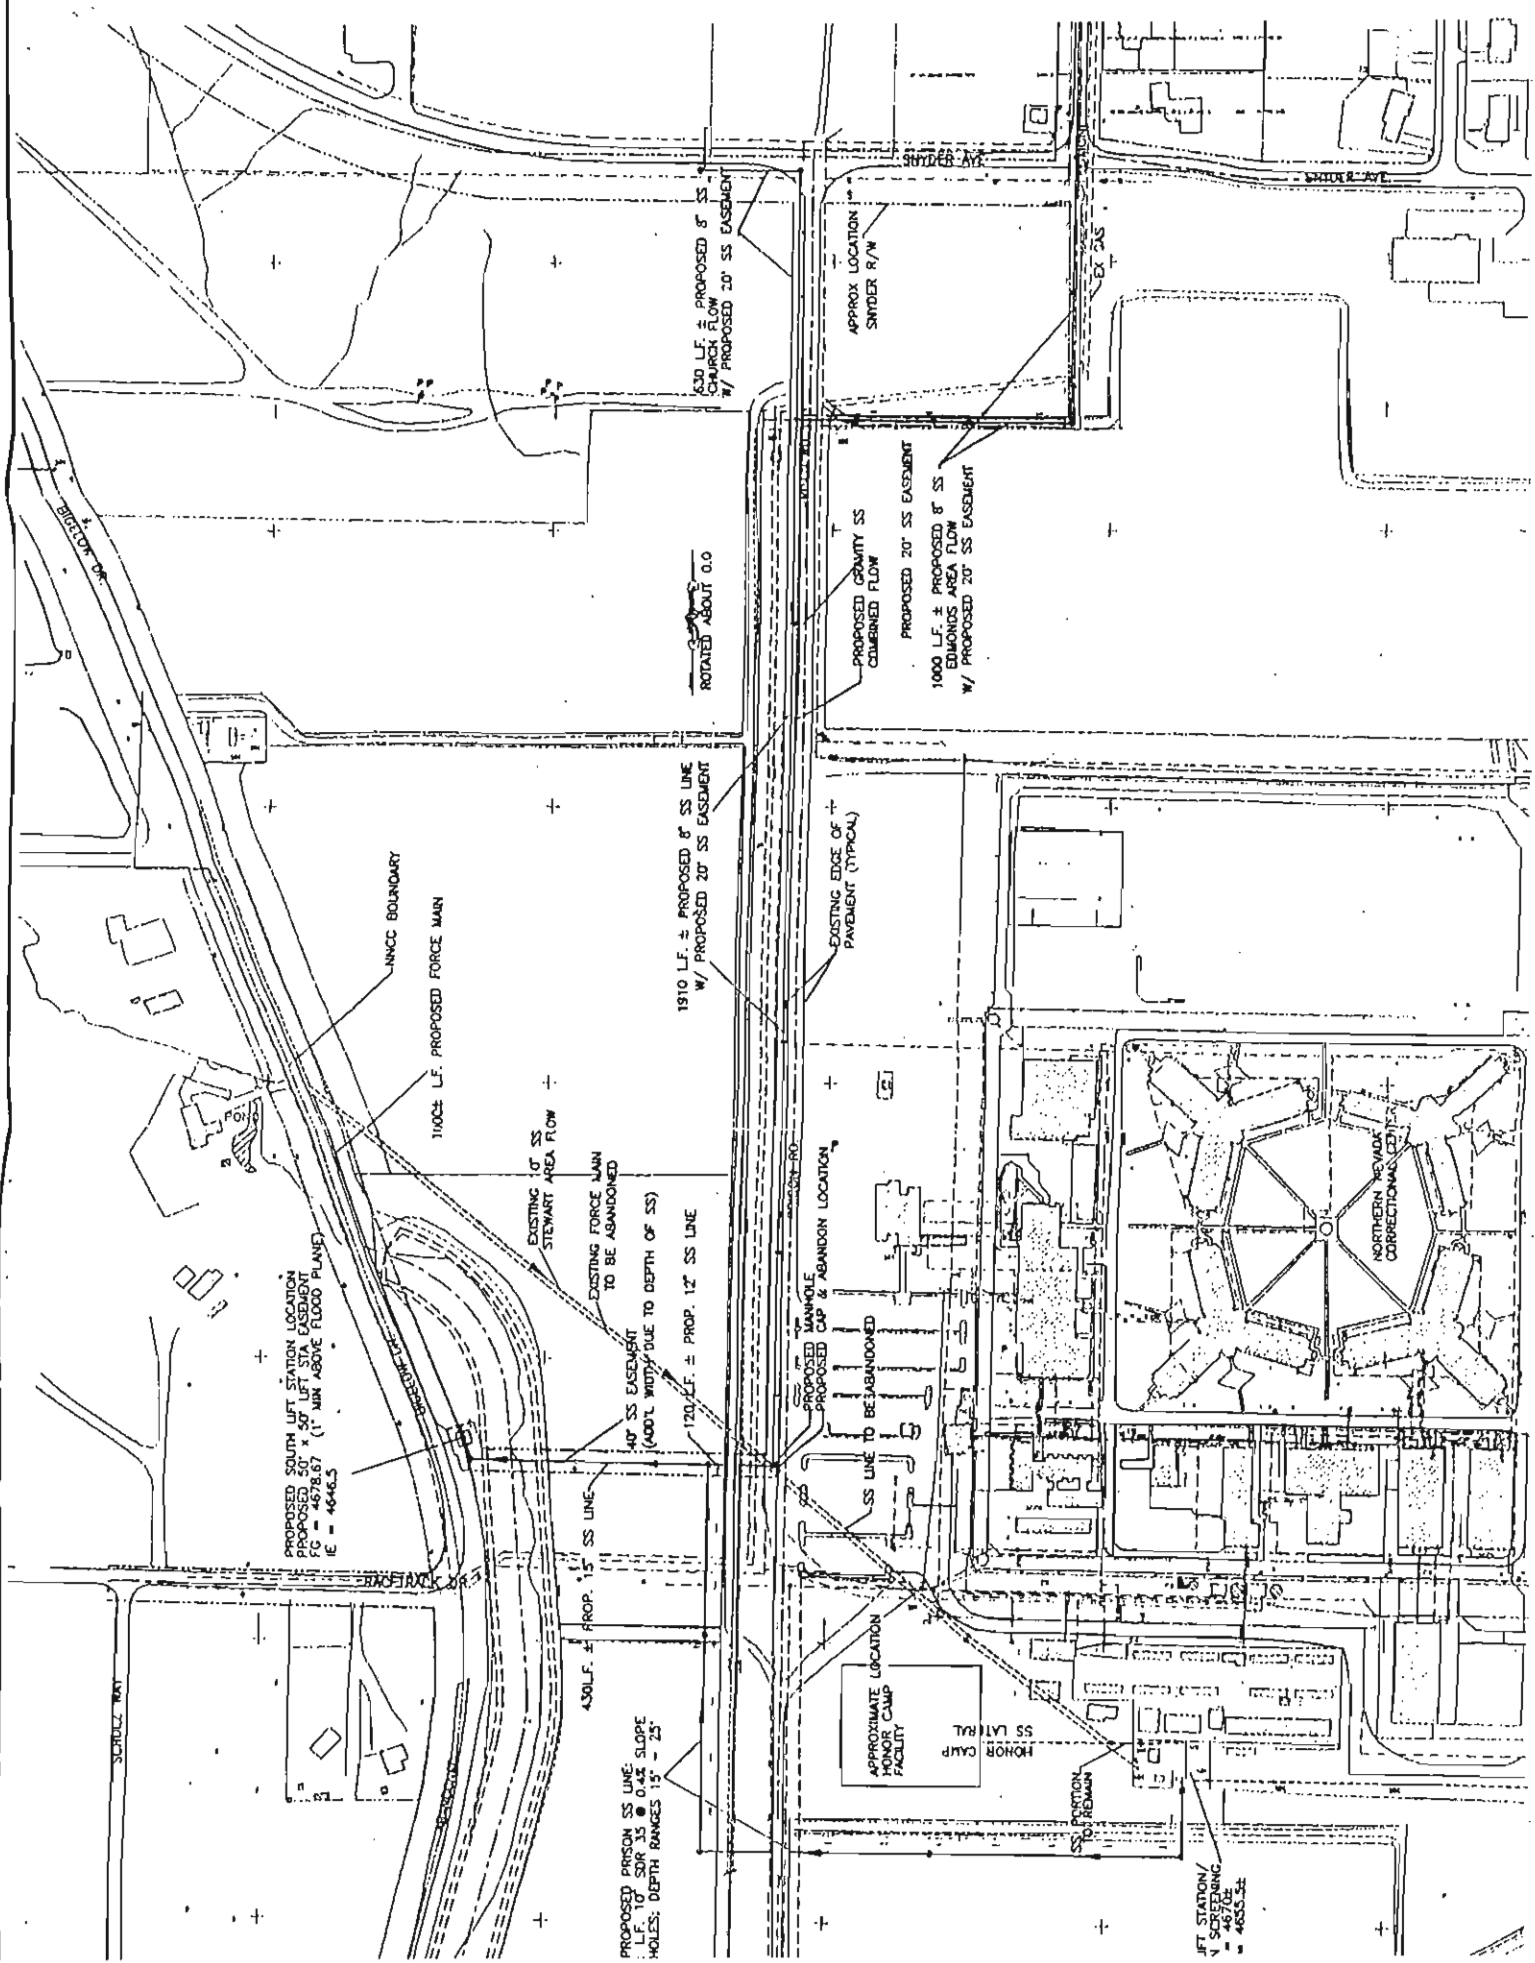 SNYDER AVE
SNYDER AVE
630 L.F. ± PROPOSED 8" SS
CHURCH FLOW
W/ PROPOSED 20' SS EASEMENT
APPROX LOCATION
SNYDER R/W
EX GAS
BIGELOW DR.
ROTATED ABOUT 0.0
PROPOSED GRAVITY SS
COMBINED FLOW
PROPOSED 20' SS EASEMENT
1000 L.F. ± PROPOSED 8" SS
EDMONDS AREA FLOW
W/ PROPOSED 20' SS EASEMENT
1910 L.F. ± PROPOSED 8" SS LINE
W/ PROPOSED 20' SS EASEMENT
EXISTING EDGE OF
PAVEMENT (TYPICAL)
NNCC BOUNDARY
1100± L.F. PROPOSED FORCE MAIN
EXISTING 10" SS
STEWART AREA FLOW
EXISTING FORCE MAIN
TO BE ABANDONED
40' SS EASEMENT
(ADD'L WIDTH DUE TO DEPTH OF SS)
120 L.F. ± PROP. 12" SS LINE
PROPOSED SOUTH LIFT STATION LOCATION
PROPOSED 50' x 50' LIFT STA EASEMENT
FG = 4678.67 (1' MIN ABOVE FLOOD PLANE)
IE = 4646.5
PROPOSED MANHOLE
PROPOSED CAP & ABANDON LOCATION
SS LINE TO BE ABANDONED
NORTHERN NEVADA
CORRECTIONAL CENTER
RACETRACK DR
SCHULZ WAY
430L.F. ± PROP. 15" SS LINE
PROPOSED PRISON SS LINE:
L.F. 10" SDR 35 @ 0.4% SLOPE
HOLES: DEPTH RANGES 15' - 25'
APPROXIMATE LOCATION
HONOR CAMP
FACILITY
HONOR CAMP
SS LATERAL
SS PORTION
TO REMAIN
IFT STATION/
N SCREENING
= 4670±
= 4655.5±